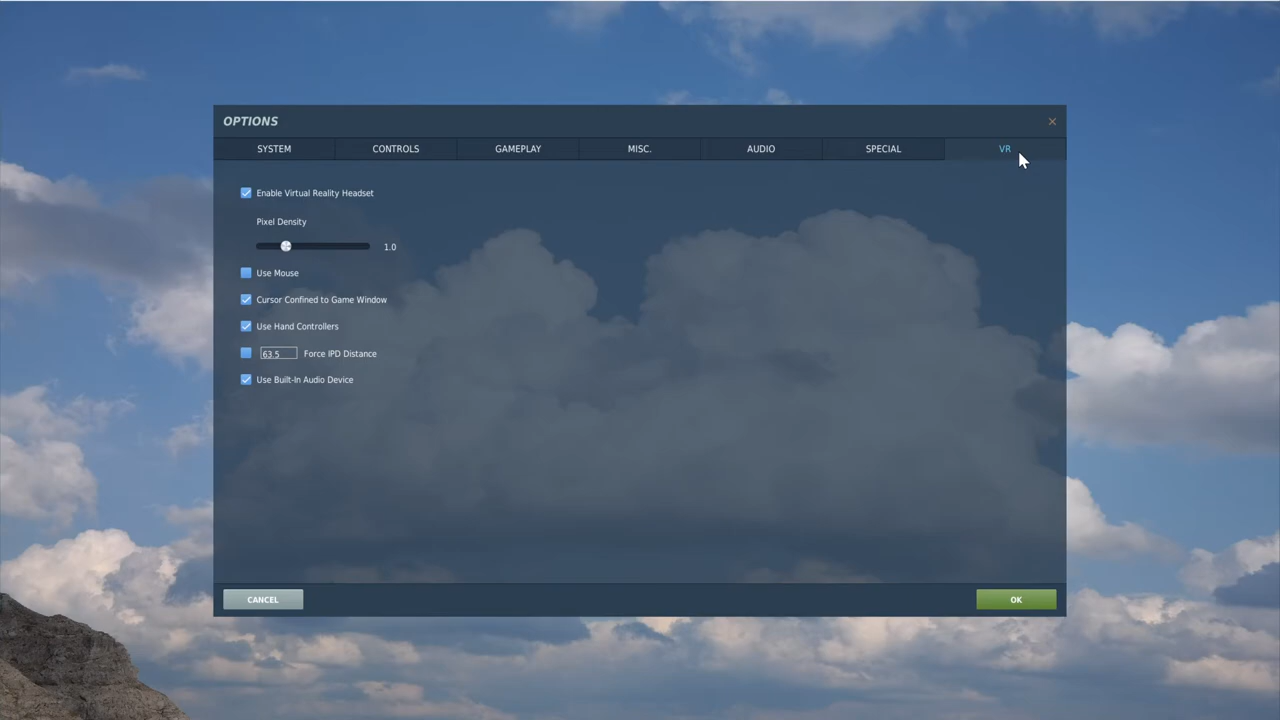 OPTIONS
SYSTEM CONTROLS GAMEPLAY MISC. AUDIO SPECIAL VR
Enable Virtual Reality Headset
Pixel Density
1.0
Use Mouse
Cursor Confined to Game Window
Use Hand Controllers
63.5 Force IPD Distance
Use Built-In Audio Device
CANCEL OK